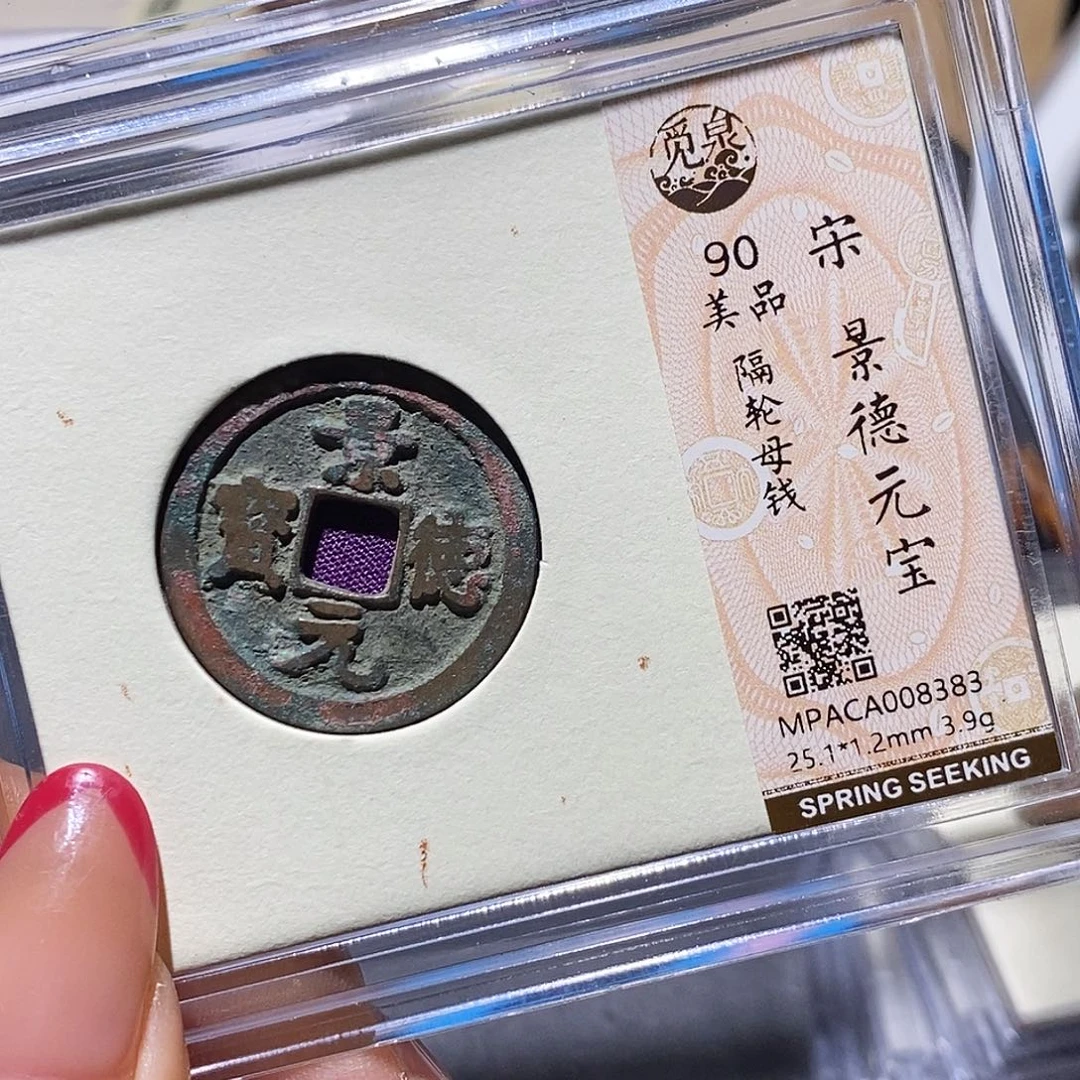 景德元寳
觅泉
宋 景德元宝
90
美品
隔轮母钱
MPACA008383
25.1*1.2mm 3.9g
SPRING SEEKING